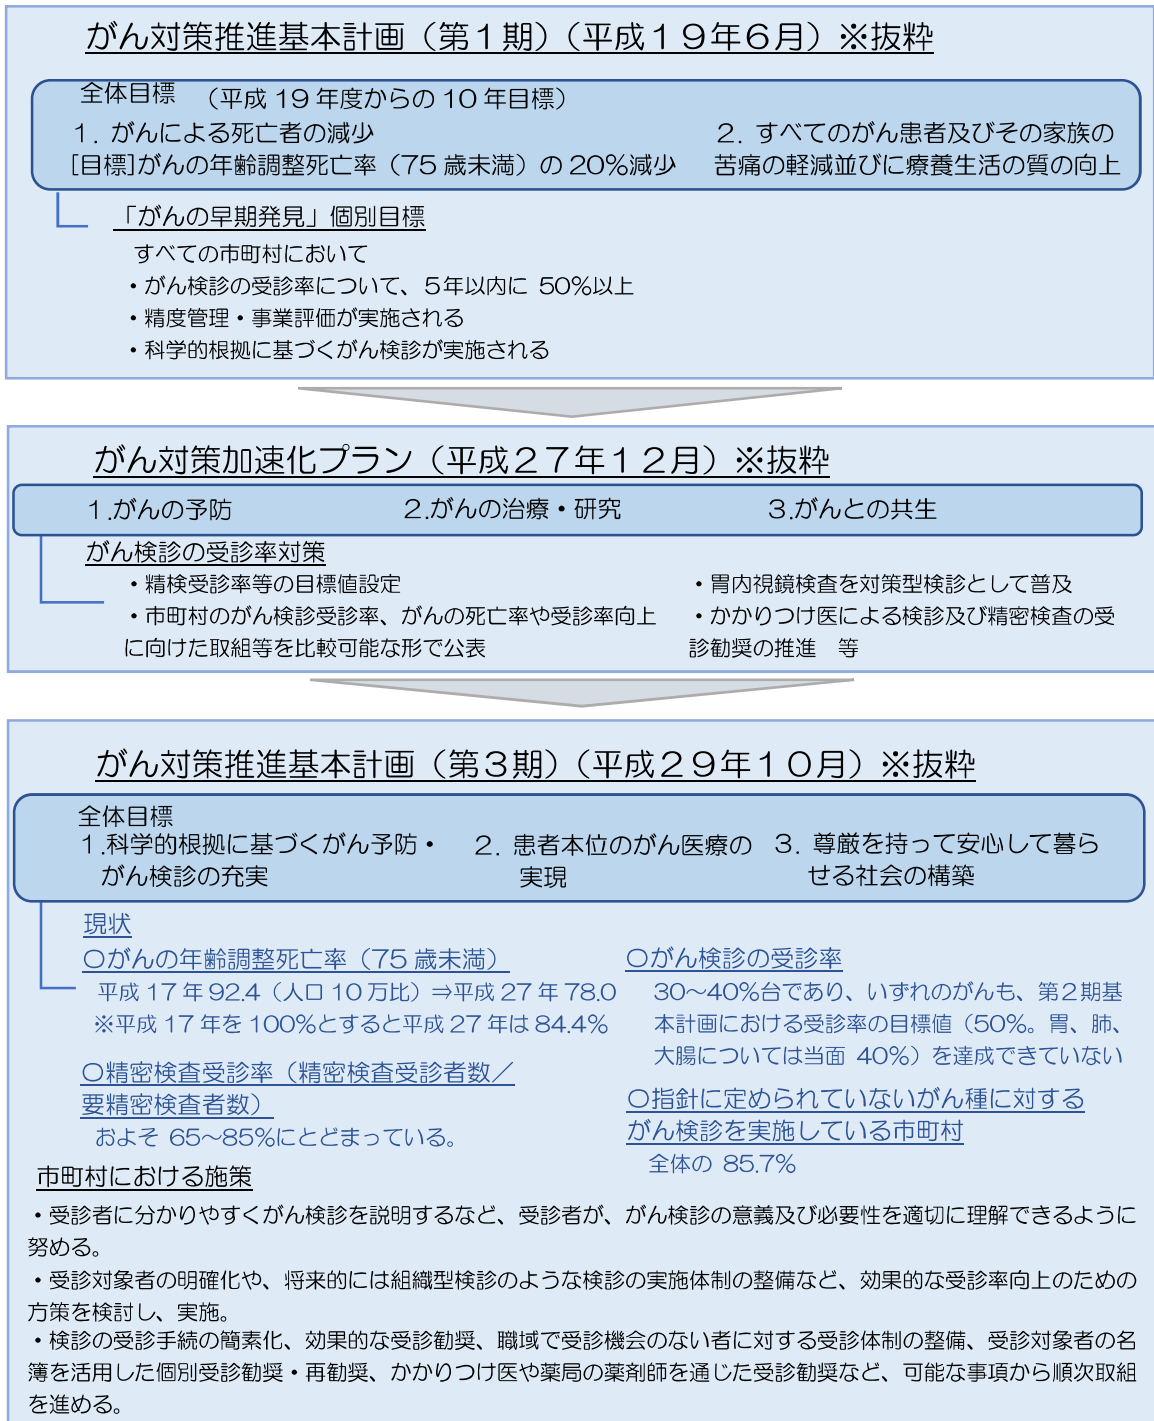 がん対策推進基本計画（第１期）（平成１９年６月）※抜粋
全体目標　（平成 19 年度からの 10 年目標）
１．がんによる死亡者の減少
[目標]がんの年齢調整死亡率（75 歳未満）の 20％減少
２．すべてのがん患者及びその家族の
苦痛の軽減並びに療養生活の質の向上
「がんの早期発見」個別目標
すべての市町村において
・がん検診の受診率について、５年以内に 50％以上
・精度管理・事業評価が実施される
・科学的根拠に基づくがん検診が実施される
がん対策加速化プラン（平成２７年１２月）※抜粋
１.がんの予防　２.がんの治療・研究　３.がんとの共生
がん検診の受診率対策
・精検受診率等の目標値設定
・市町村のがん検診受診率、がんの死亡率や受診率向上
に向けた取組等を比較可能な形で公表
・胃内視鏡検査を対策型検診として普及
・かかりつけ医による検診及び精密検査の受
診勧奨の推進　等
がん対策推進基本計画（第３期）（平成２９年１０月）※抜粋
全体目標
１.科学的根拠に基づくがん予防・
がん検診の充実
２．患者本位のがん医療の
実現
３．尊厳を持って安心して暮ら
せる社会の構築
現状
〇がんの年齢調整死亡率（75 歳未満）
平成 17 年 92.4（人口 10 万比）⇒平成 27 年 78.0
※平成 17 年を 100％とすると平成 27 年は 84.4％
〇精密検査受診率（精密検査受診者数／
要精密検査者数）
およそ 65～85％にとどまっている。
〇がん検診の受診率
30～40％台であり、いずれのがんも、第２期基
本計画における受診率の目標値（50％。胃、肺、
大腸については当面 40％）を達成できていない
〇指針に定められていないがん種に対する
がん検診を実施している市町村
全体の 85.7％
市町村における施策
・受診者に分かりやすくがん検診を説明するなど、受診者が、がん検診の意義及び必要性を適切に理解できるように
努める。
・受診対象者の明確化や、将来的には組織型検診のような検診の実施体制の整備など、効果的な受診率向上のための
方策を検討し、実施。
・検診の受診手続の簡素化、効果的な受診勧奨、職域で受診機会のない者に対する受診体制の整備、受診対象者の名
簿を活用した個別受診勧奨・再勧奨、かかりつけ医や薬局の薬剤師を通じた受診勧奨など、可能な事項から順次取組
を進める。